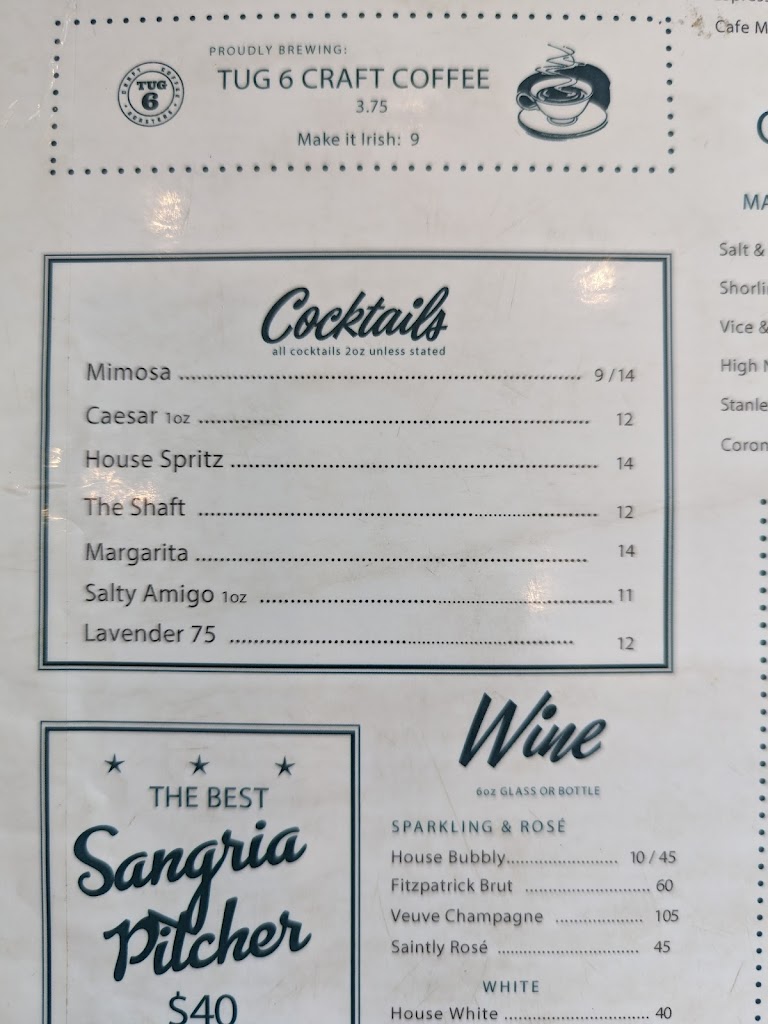 Cafe M
PROUDLY BREWING:
TUG 6 CRAFT COFFEE
3.75
Make it Irish: 9
CRAFT COFFEE
TUG
6
ROASTERS
MA
Salt &
Shorli
Vice &
High
Stanle
Coron
Cocktails
all cocktails 2oz unless stated
Mimosa 9 / 14
Caesar 1oz 12
House Spritz 14
The Shaft 12
Margarita 14
Salty Amigo 1oz 11
Lavender 75 12
THE BEST
Sangria
Pitcher
$40
Wine
6oz GLASS OR BOTTLE
SPARKLING & ROSÉ
House Bubbly 10 / 45
Fitzpatrick Brut 60
Veuve Champagne 105
Saintly Rosé 45
WHITE
House White 40